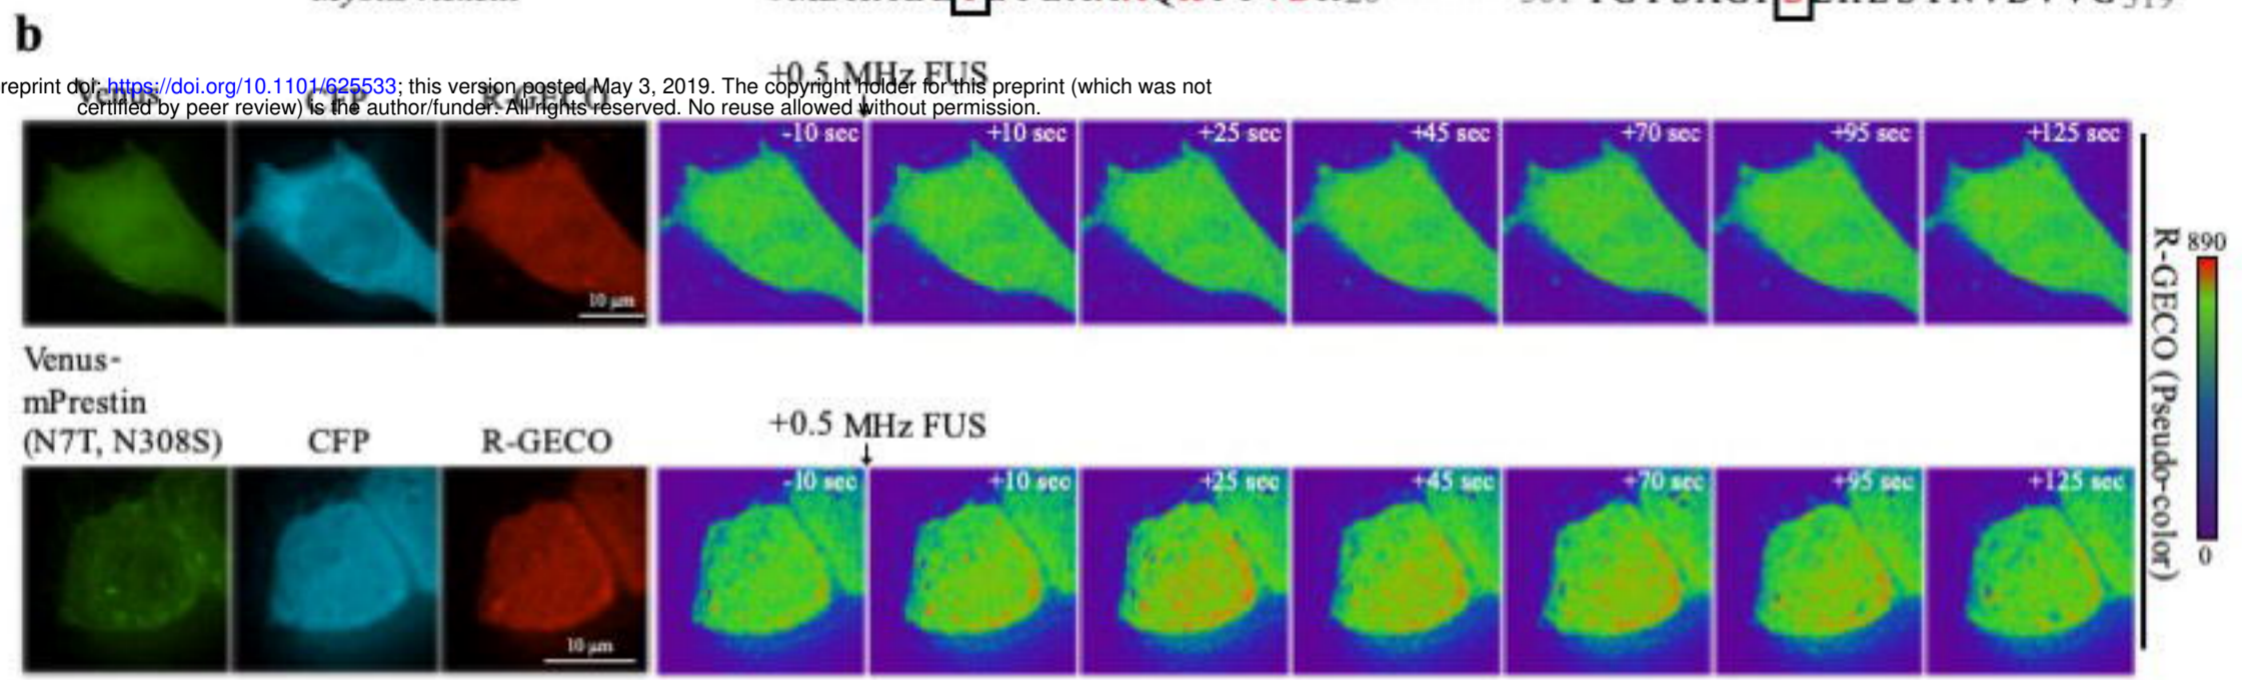 b
reprint doi: https://doi.org/10.1101/625533; this version posted May 3, 2019. The copyright holder for this preprint (which was not
certified by peer review) is the author/funder. All rights reserved. No reuse allowed without permission.
+0.5 MHz FUS
Venus CFP R-GECO
-10 sec +10 sec +25 sec +45 sec +70 sec +95 sec +125 sec
10 µm
Venus-
mPrestin
(N7T, N308S) CFP R-GECO
+0.5 MHz FUS
-10 sec +10 sec +25 sec +45 sec +70 sec +95 sec +125 sec
10 µm
R-GECO (Pseudo-color)
890
0